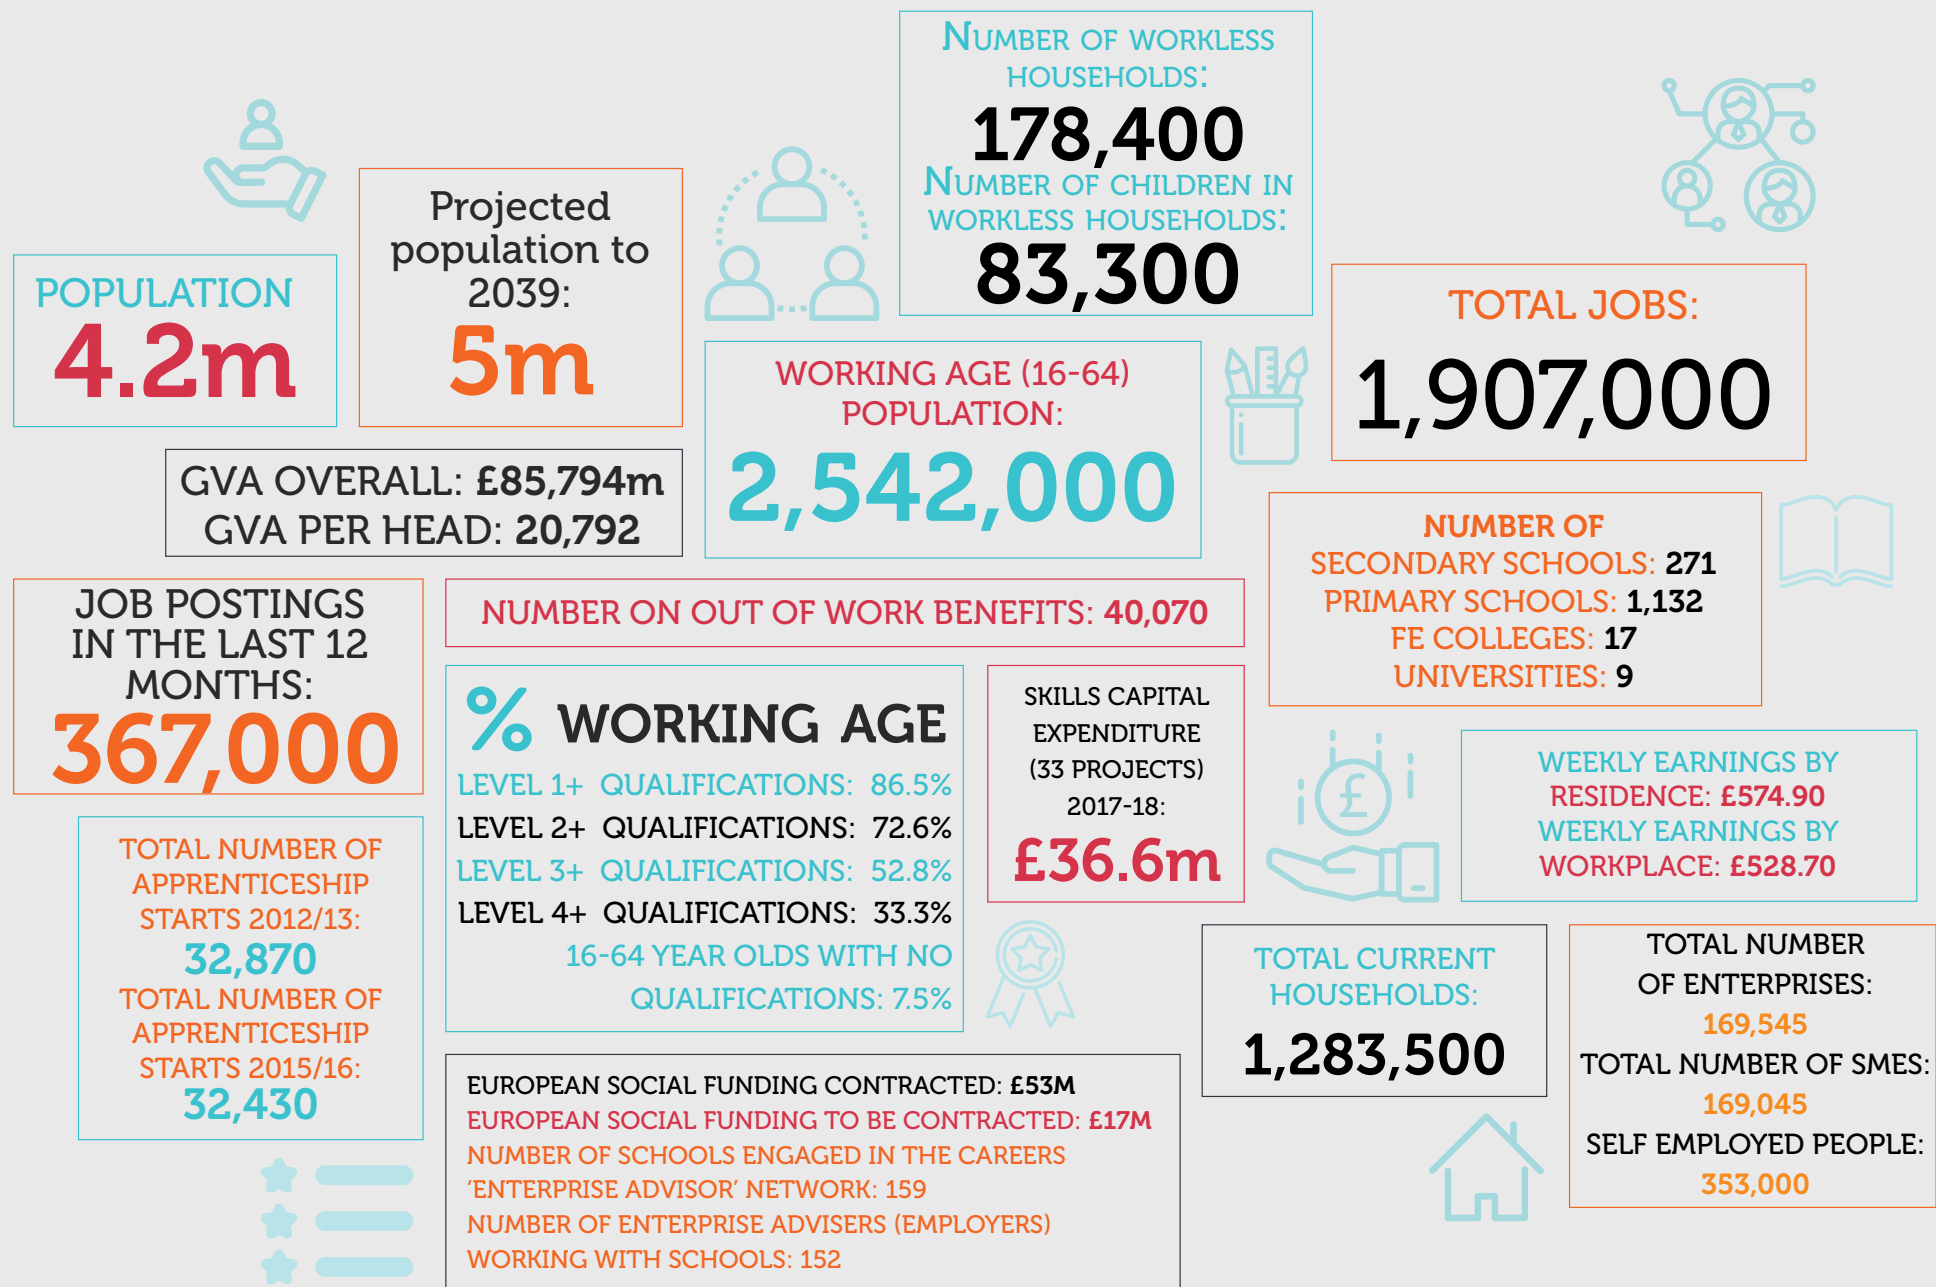 NUMBER OF WORKLESS
HOUSEHOLDS:
178,400
NUMBER OF CHILDREN IN
WORKLESS HOUSEHOLDS:
83,300
POPULATION
4.2m
Projected
population to
2039:
5m
WORKING AGE (16-64)
POPULATION:
2,542,000
TOTAL JOBS:
1,907,000
GVA OVERALL: £85,794m
GVA PER HEAD: 20,792
NUMBER OF
SECONDARY SCHOOLS: 271
PRIMARY SCHOOLS: 1,132
FE COLLEGES: 17
UNIVERSITIES: 9
JOB POSTINGS
IN THE LAST 12
MONTHS:
367,000
NUMBER ON OUT OF WORK BENEFITS: 40,070
% WORKING AGE
LEVEL 1+ QUALIFICATIONS: 86.5%
LEVEL 2+ QUALIFICATIONS: 72.6%
LEVEL 3+ QUALIFICATIONS: 52.8%
LEVEL 4+ QUALIFICATIONS: 33.3%
16-64 YEAR OLDS WITH NO
QUALIFICATIONS: 7.5%
SKILLS CAPITAL
EXPENDITURE
(33 PROJECTS)
2017-18:
£36.6m
£
WEEKLY EARNINGS BY
RESIDENCE: £574.90
WEEKLY EARNINGS BY
WORKPLACE: £528.70
TOTAL NUMBER OF
APPRENTICESHIP
STARTS 2012/13:
32,870
TOTAL NUMBER OF
APPRENTICESHIP
STARTS 2015/16:
32,430
TOTAL CURRENT
HOUSEHOLDS:
1,283,500
TOTAL NUMBER
OF ENTERPRISES:
169,545
TOTAL NUMBER OF SMES:
169,045
SELF EMPLOYED PEOPLE:
353,000
EUROPEAN SOCIAL FUNDING CONTRACTED: £53M
EUROPEAN SOCIAL FUNDING TO BE CONTRACTED: £17M
NUMBER OF SCHOOLS ENGAGED IN THE CAREERS
‘ENTERPRISE ADVISOR’ NETWORK: 159
NUMBER OF ENTERPRISE ADVISERS (EMPLOYERS)
WORKING WITH SCHOOLS: 152